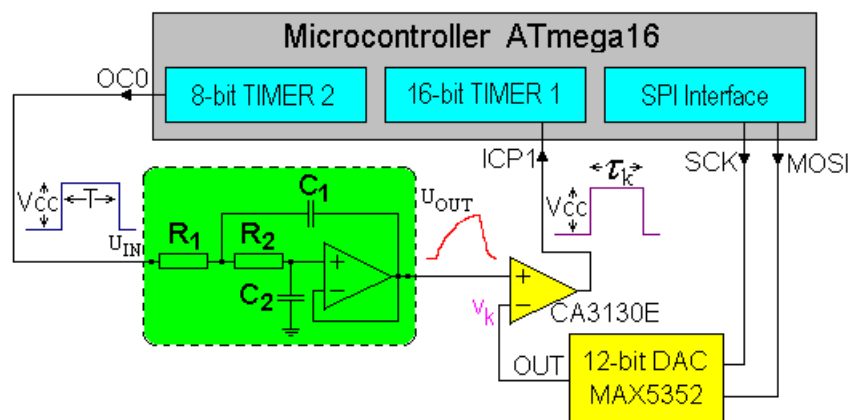 Microcontroller ATmega16
OC0
8-bit TIMER 2
16-bit TIMER 1
SPI Interface
ICP1
SCK
MOSI
Vcc
T
UIN
R1
R2
C1
C2
UOUT
Vcc
τk
vk
CA3130E
OUT
12-bit DAC
MAX5352
+
−
+
−